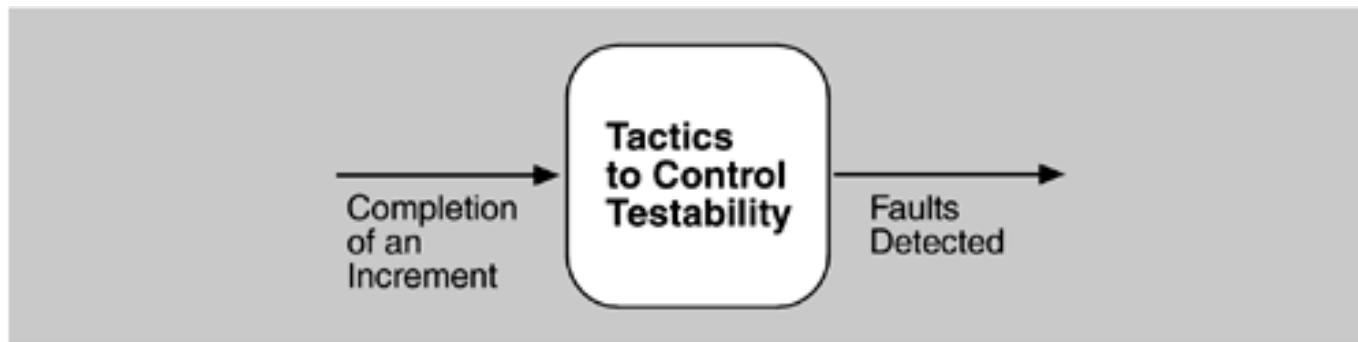 Completion
of an
Increment
Tactics
to Control
Testability
Faults
Detected